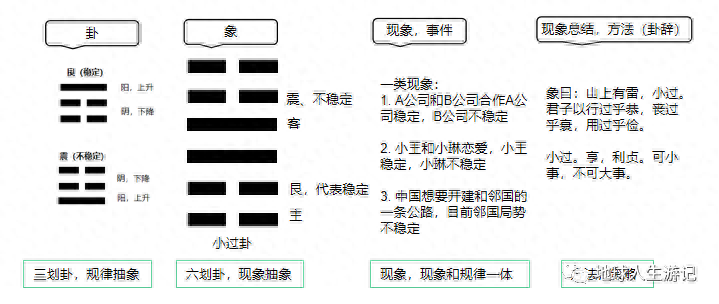 卦
象
现象，事件
现象总结，方法（卦辞）
艮（稳定）
阳，上升
阴，下降
震（不稳定）
阴，下降
阳，上升
震、不稳定
客
艮，代表稳定
主
小过卦
一类现象：
1. A公司和B公司合作A公
司稳定，B公司不稳定
2. 小王和小琳恋爱，小王
稳定，小琳不稳定
3. 中国想要开建和邻国的
一条公路，目前邻国局势
不稳定
象曰：山上有雷，小过。
君子以行过乎恭，丧过
乎哀，用过乎俭。
小过。亨，利贞。可小
事，不可大事。
三划卦，规律抽象
六划卦，现象抽象
现象，现象和规律一体
地球人生游记